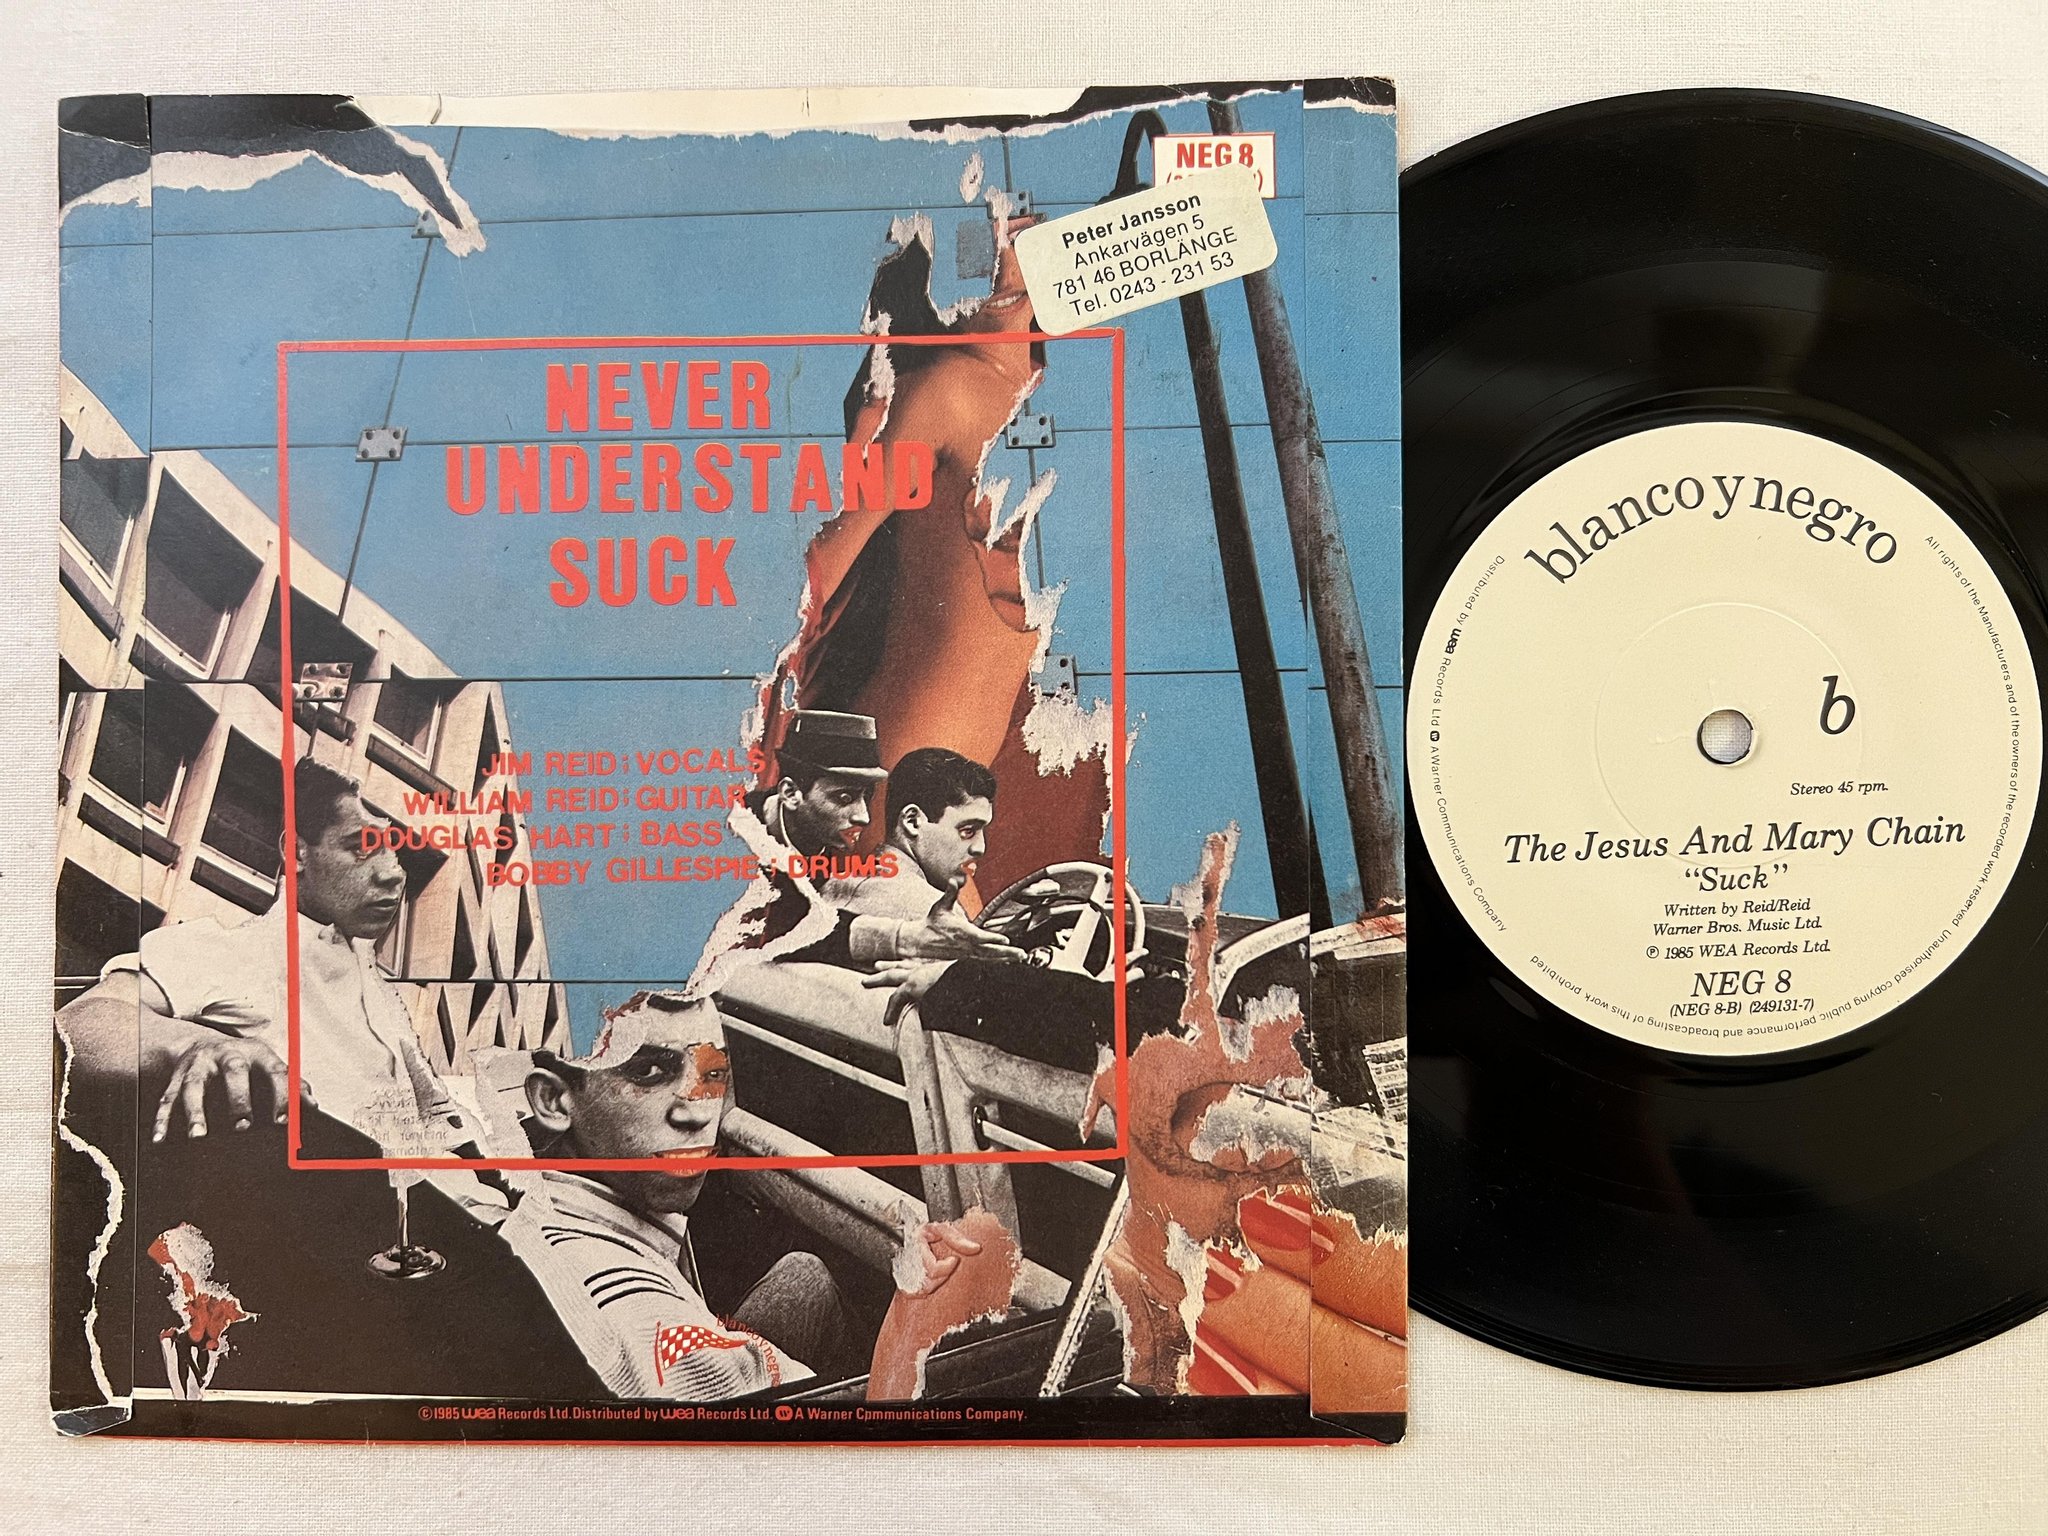 NEG 8
Peter Jansson
Ankarvägen 5
781 46 BORLÄNGE
Tel. 0243 - 231 53
NEVER
UNDERSTAND
SUCK
JIM REID; VOCALS
WILLIAM REID; GUITAR
DOUGLAS HART; BASS
BOBBY GILLESPIE; DRUMS
blancoynegro
©1985 wea Records Ltd. Distributed by wea Records Ltd. A Warner Cpmmunications Company.
blanco y negro
b
Stereo 45 rpm.
The Jesus And Mary Chain
"Suck"
Written by Reid/Reid
Warner Bros. Music Ltd.
℗ 1985 WEA Records Ltd.
NEG 8
(NEG 8-B) (249131-7)
Distributed by wea Records Ltd A Warner Communications Company
All rights of the Manufacturers and of the owners of the recorded work reserved Unauthorised copying public performance and broadcasting of this work prohibited